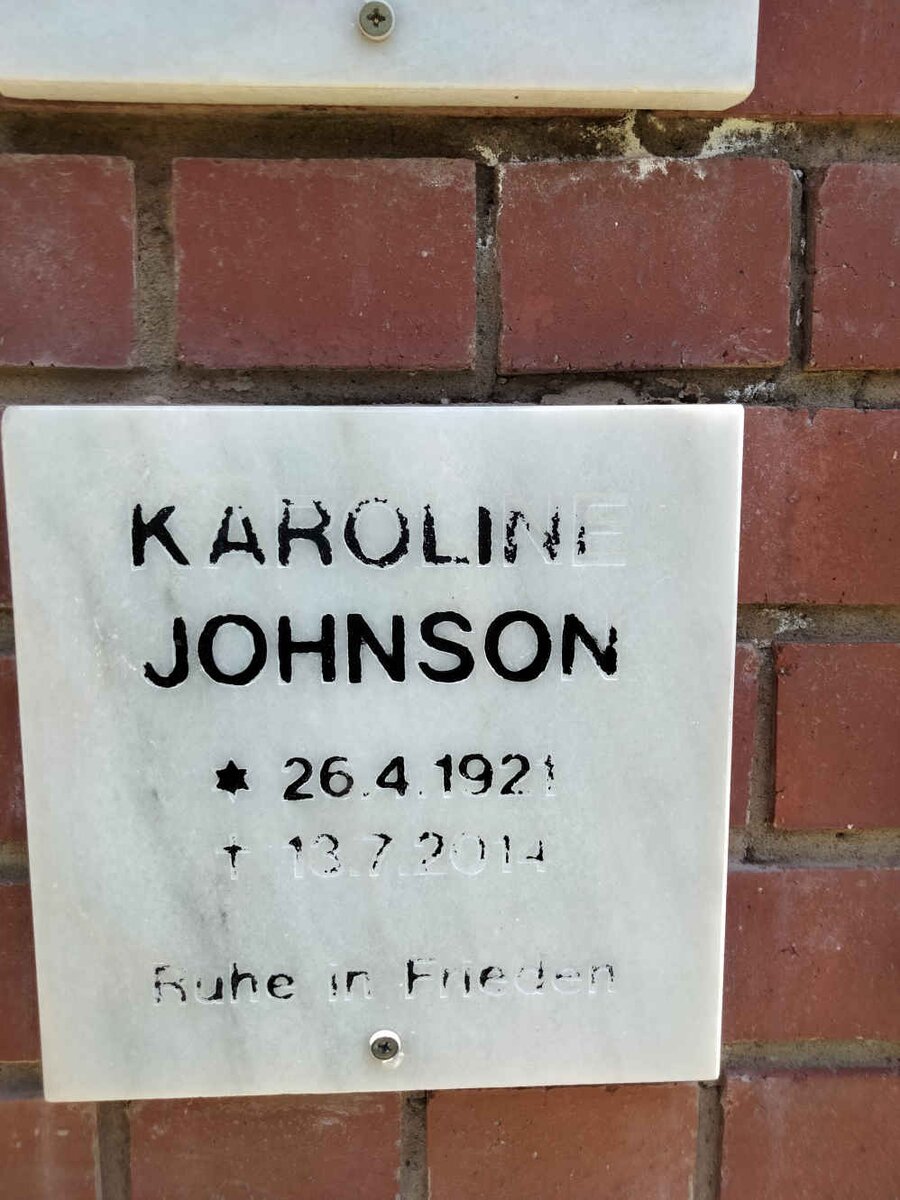 KAROLINE
JOHNSON
★ 26.4.1921
† 13.7.2014
Ruhe in Frieden